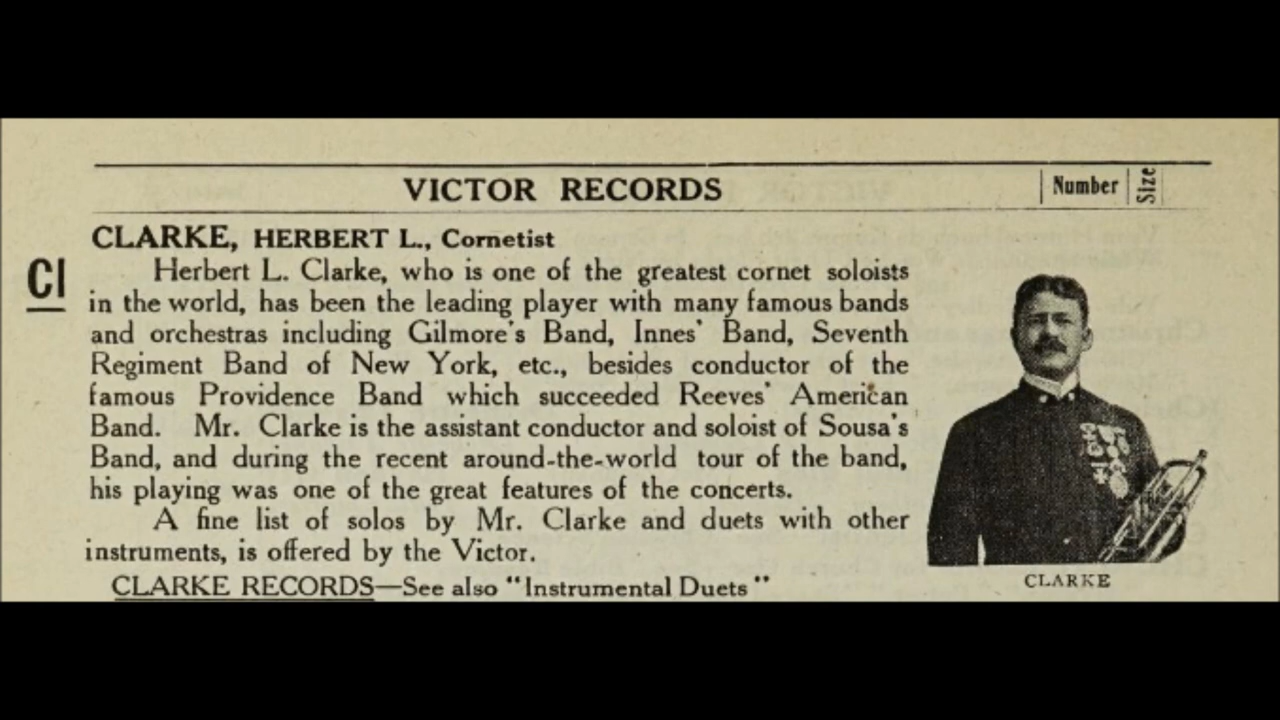 VICTOR RECORDS Number Size
CLARKE, HERBERT L., Cornetist
Cl
Herbert L. Clarke, who is one of the greatest cornet soloists
in the world, has been the leading player with many famous bands
and orchestras including Gilmore's Band, Innes' Band, Seventh
Regiment Band of New York, etc., besides conductor of the
famous Providence Band which succeeded Reeves' American
Band. Mr. Clarke is the assistant conductor and soloist of Sousa's
Band, and during the recent around-the-world tour of the band,
his playing was one of the great features of the concerts.
A fine list of solos by Mr. Clarke and duets with other
instruments, is offered by the Victor.
CLARKE RECORDS—See also "Instrumental Duets"
CLARKE